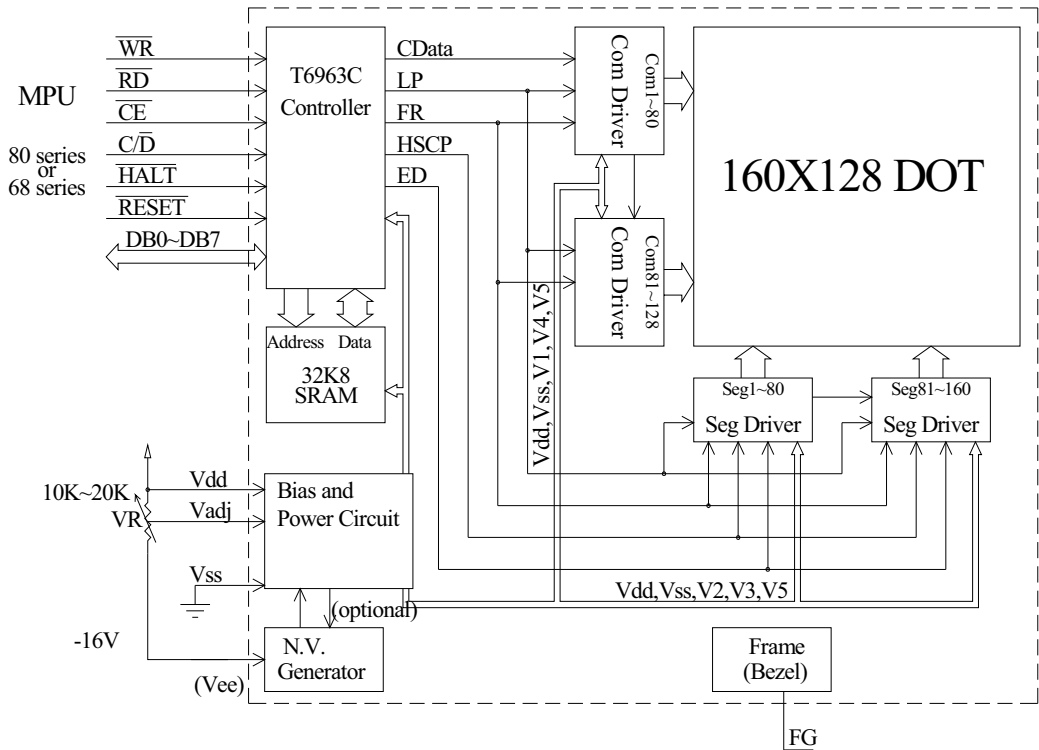 MPU
80 series
or
68 series
WR
RD
CE
C/D
HALT
RESET
DB0~DB7
T6963C
Controller
CData
LP
FR
HSCP
ED
Com Driver
Com1~80
Com Driver
Com81~128
160X128 DOT
Address Data
32K8
SRAM
Vdd,Vss,V1,V4,V5
Seg1~80
Seg Driver
Seg81~160
Seg Driver
10K~20K
VR
Vdd
Vadj
Vss
Bias and
Power Circuit
(optional)
Vdd,Vss,V2,V3,V5
-16V
(Vee)
N.V.
Generator
Frame
(Bezel)
FG